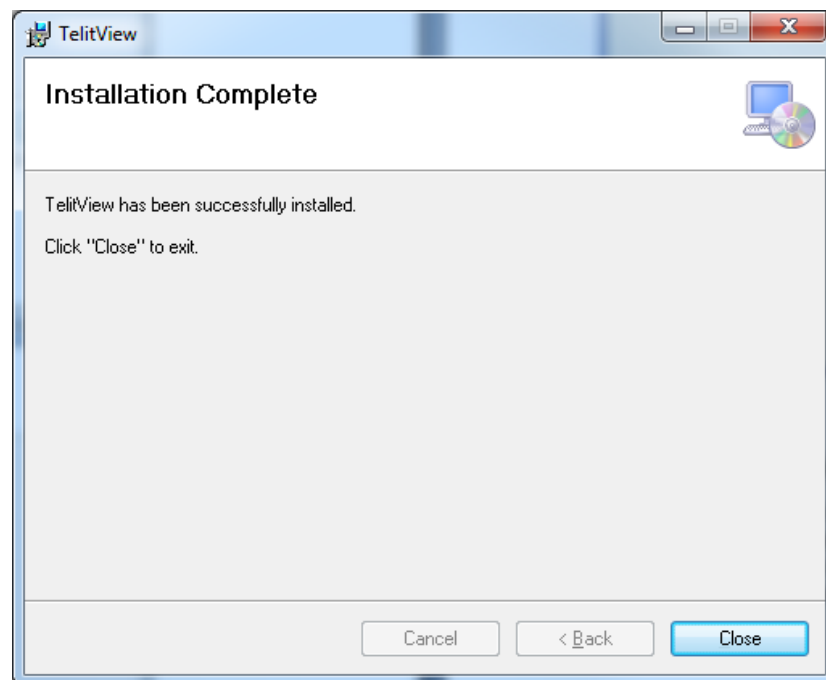 TelitView
Installation Complete
TelitView has been successfully installed.
Click "Close" to exit.
Cancel
< Back
Close